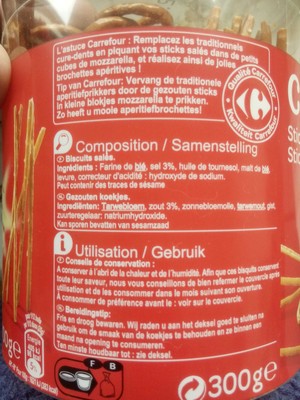 L'astuce Carrefour : Remplacez les traditionnels
cure-dents en piquant vos sticks salés dans de petits
cubes de mozzarella, et réalisez ainsi de jolies
brochettes apéritives !
Tip van Carrefour: Vervang de traditionele
aperitiefprikkers door de gezouten sticks
in kleine blokjes mozzarella te prikken.
Zo heeft u mooie aperitiefbrochettes!
Qualité Carrefour
Kwaliteit Carrefour
Composition / Samenstelling
Biscuits salés.
Ingrédients : Farine de blé, sel 3%, huile de tournesol, malt de blé,
levure, correcteur d'acidité : hydroxyde de sodium.
Peut contenir des traces de sésame
Gezouten koekjes.
Ingrediënten: Tarwebloem, zout 3%, zonnebloemolie, tarwemout, gist,
zuurteregelaar: natriumhydroxide.
Kan sporen bevatten van sesamzaad
Utilisation / Gebruik
Conseils de conservation :
A conserver à l'abri de la chaleur et de l'humidité. Afin que ces biscuits conservent
toute leur saveur, nous vous conseillons de bien refermer le couvercle après
utilisation et de les consommer dans le mois suivant son ouverture.
A consommer de préférence avant le : voir sur le couvercle.
Bereidingstip:
Fris en droog bewaren. Wij raden u aan het deksel goed te sluiten na
gebruik om de smaak van de koekjes te behouden en ze binnen een
maand na opening te consumeren.
Ten minste houdbaar tot : zie deksel.
F
B
300g e